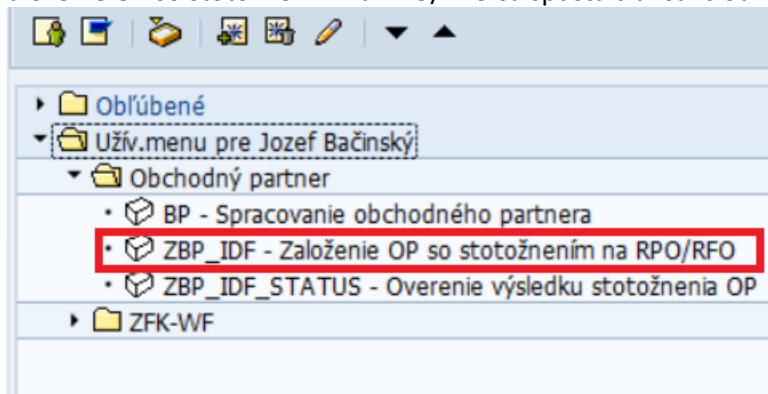 Obľúbené
Užív.menu pre Jozef Bačinský
Obchodný partner
BP - Spracovanie obchodného partnera
ZBP_IDF - Založenie OP so stotožnením na RPO/RFO
ZBP_IDF_STATUS - Overenie výsledku stotožnenia OP
ZFK-WF